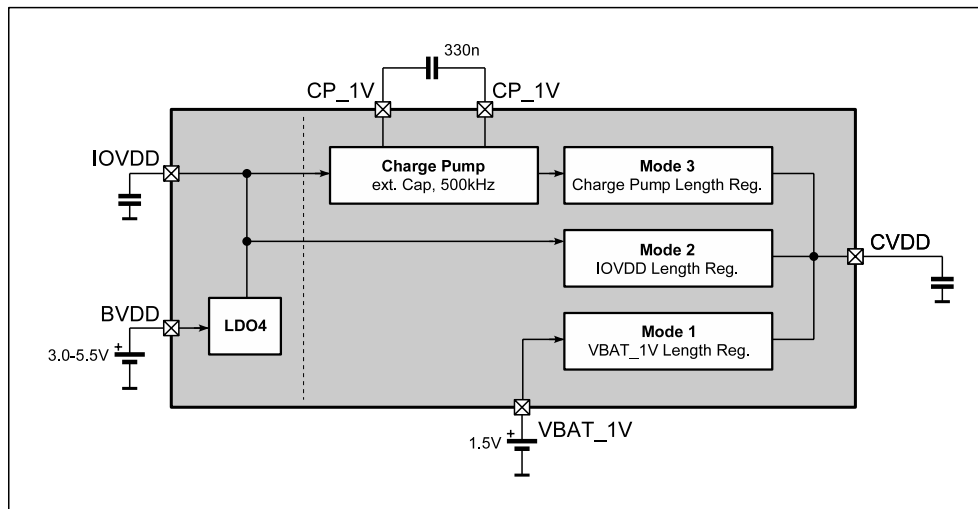 330n
CP_1V
CP_1V
IOVDD
Charge Pump
ext. Cap, 500kHz
Mode 3
Charge Pump Length Reg.
Mode 2
IOVDD Length Reg.
CVDD
BVDD
LDO4
+
3.0-5.5V
Mode 1
VBAT_1V Length Reg.
VBAT_1V
+
1.5V